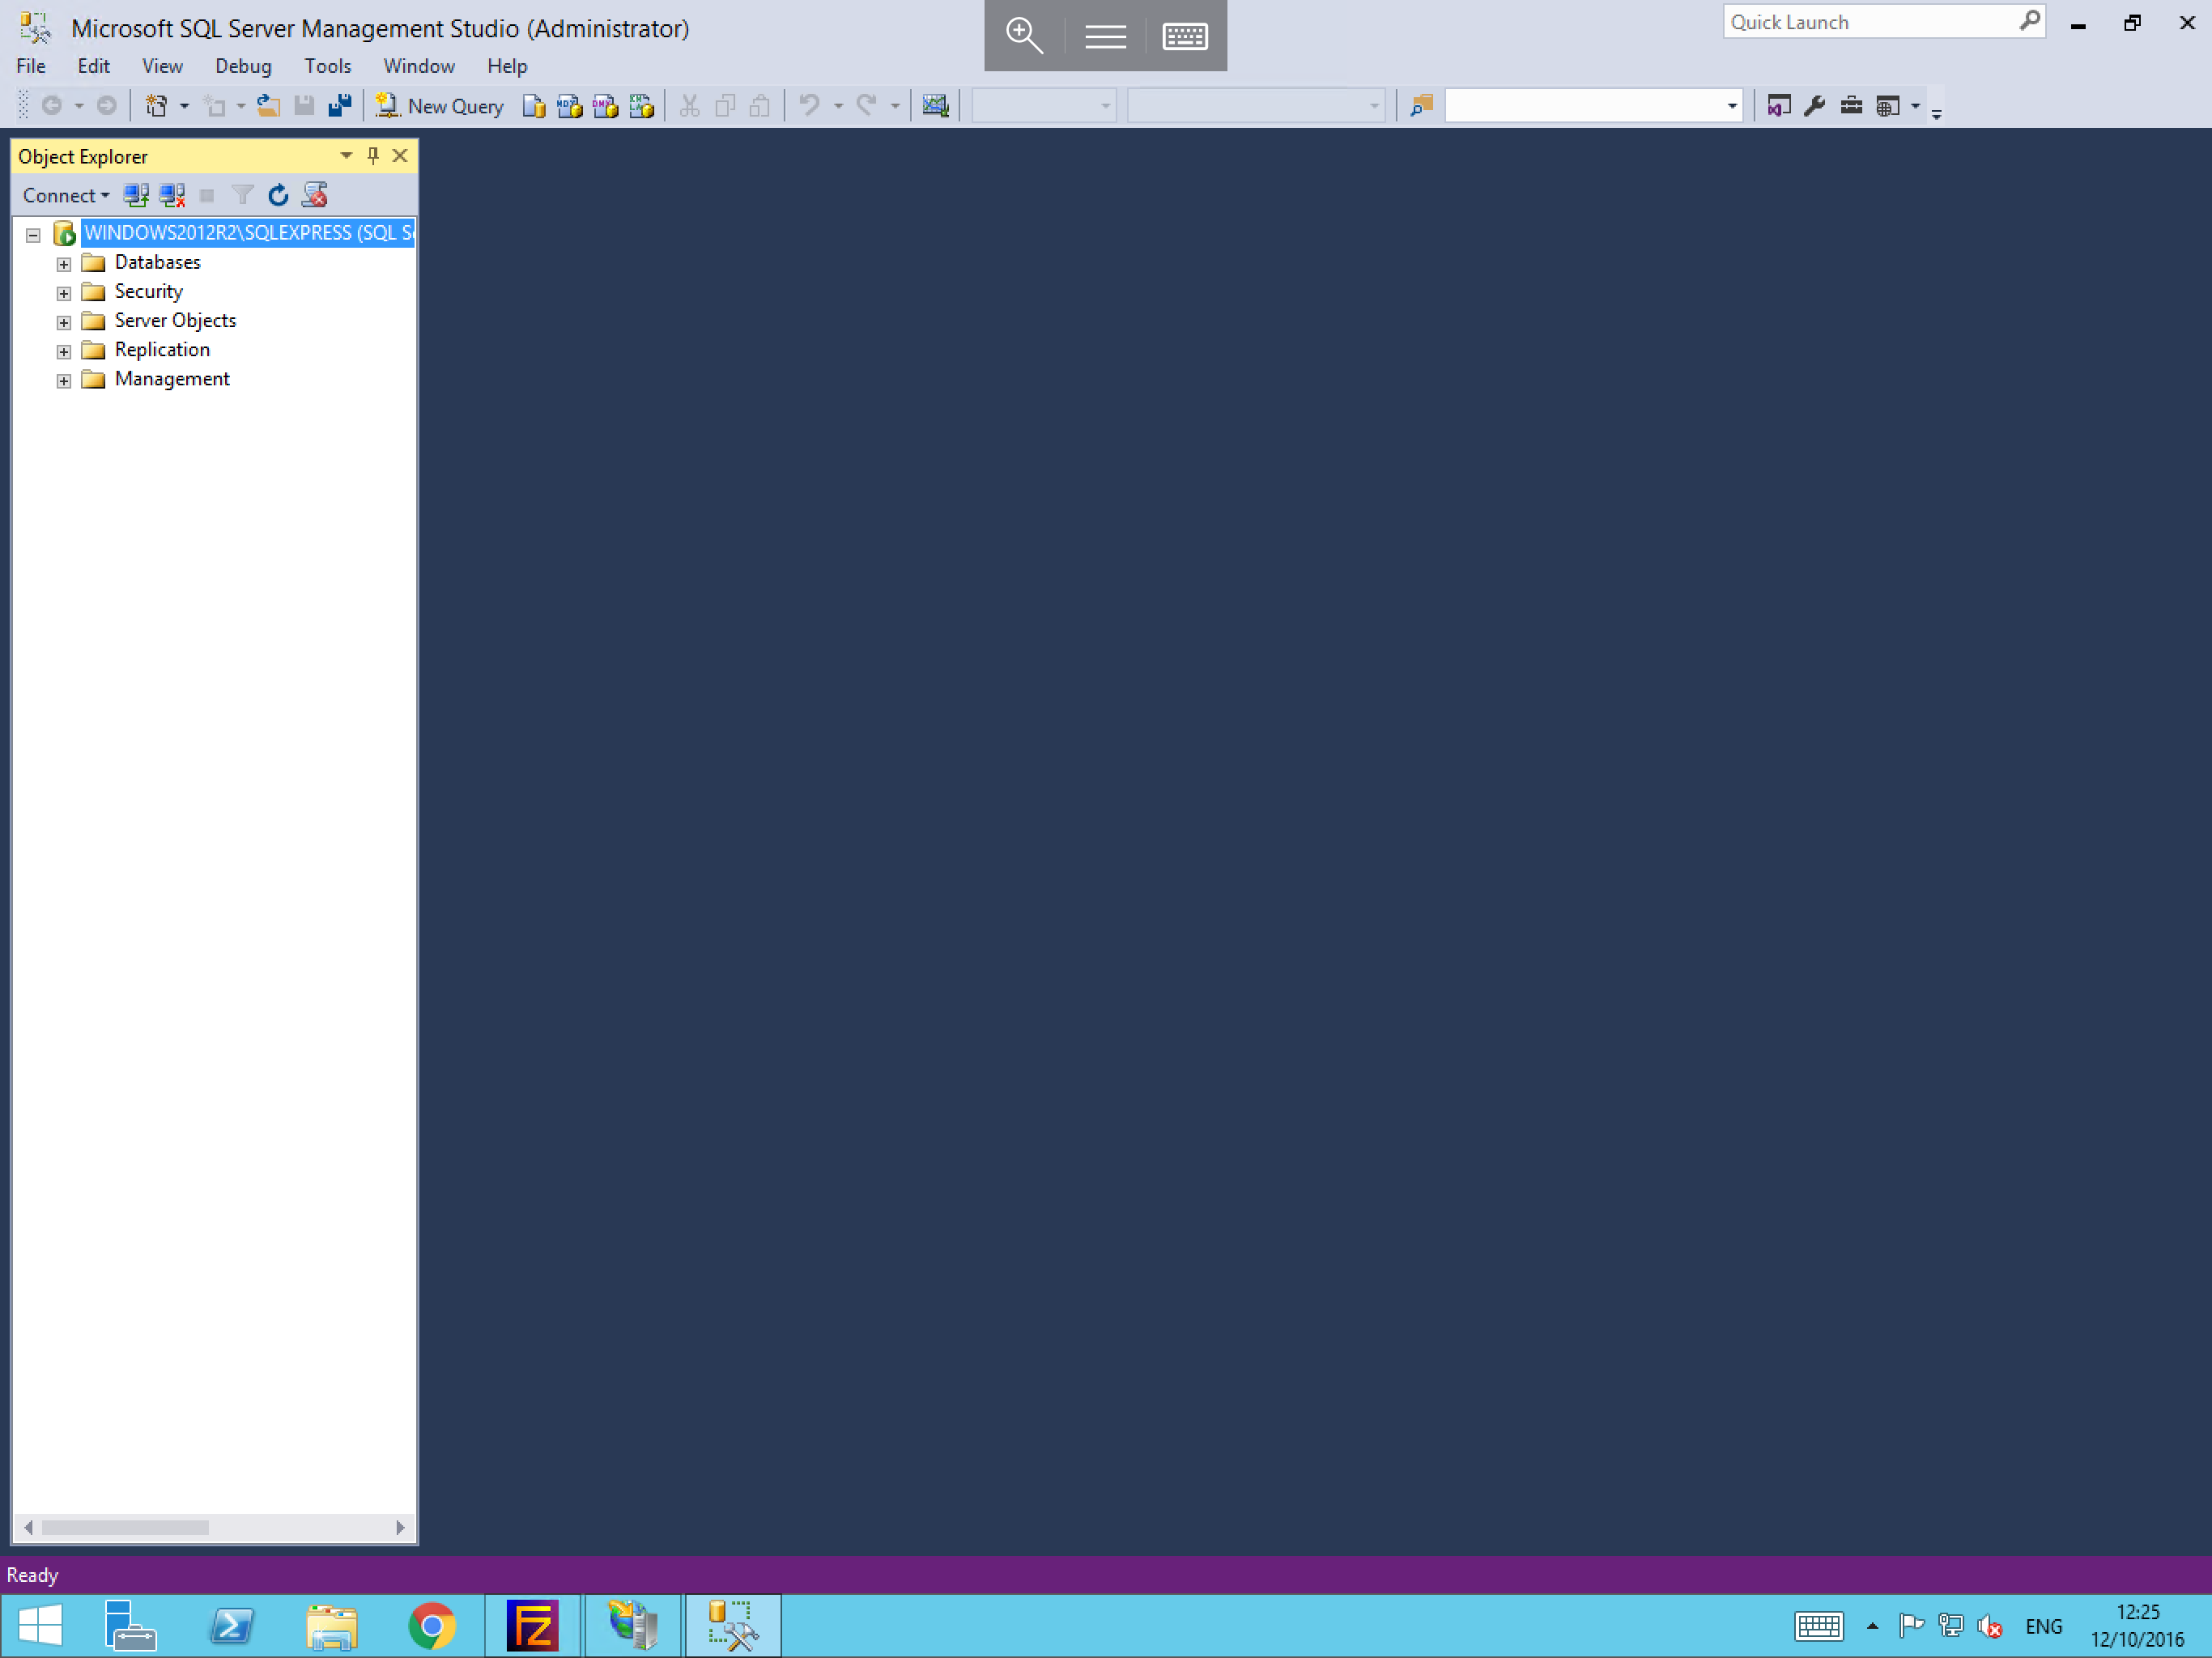 Microsoft SQL Server Management Studio (Administrator)
Quick Launch
File Edit View Debug Tools Window Help
New Query
Object Explorer
Connect
WINDOWS2012R2\SQLEXPRESS (SQL S
Databases
Security
Server Objects
Replication
Management
Ready
ENG
12:25
12/10/2016